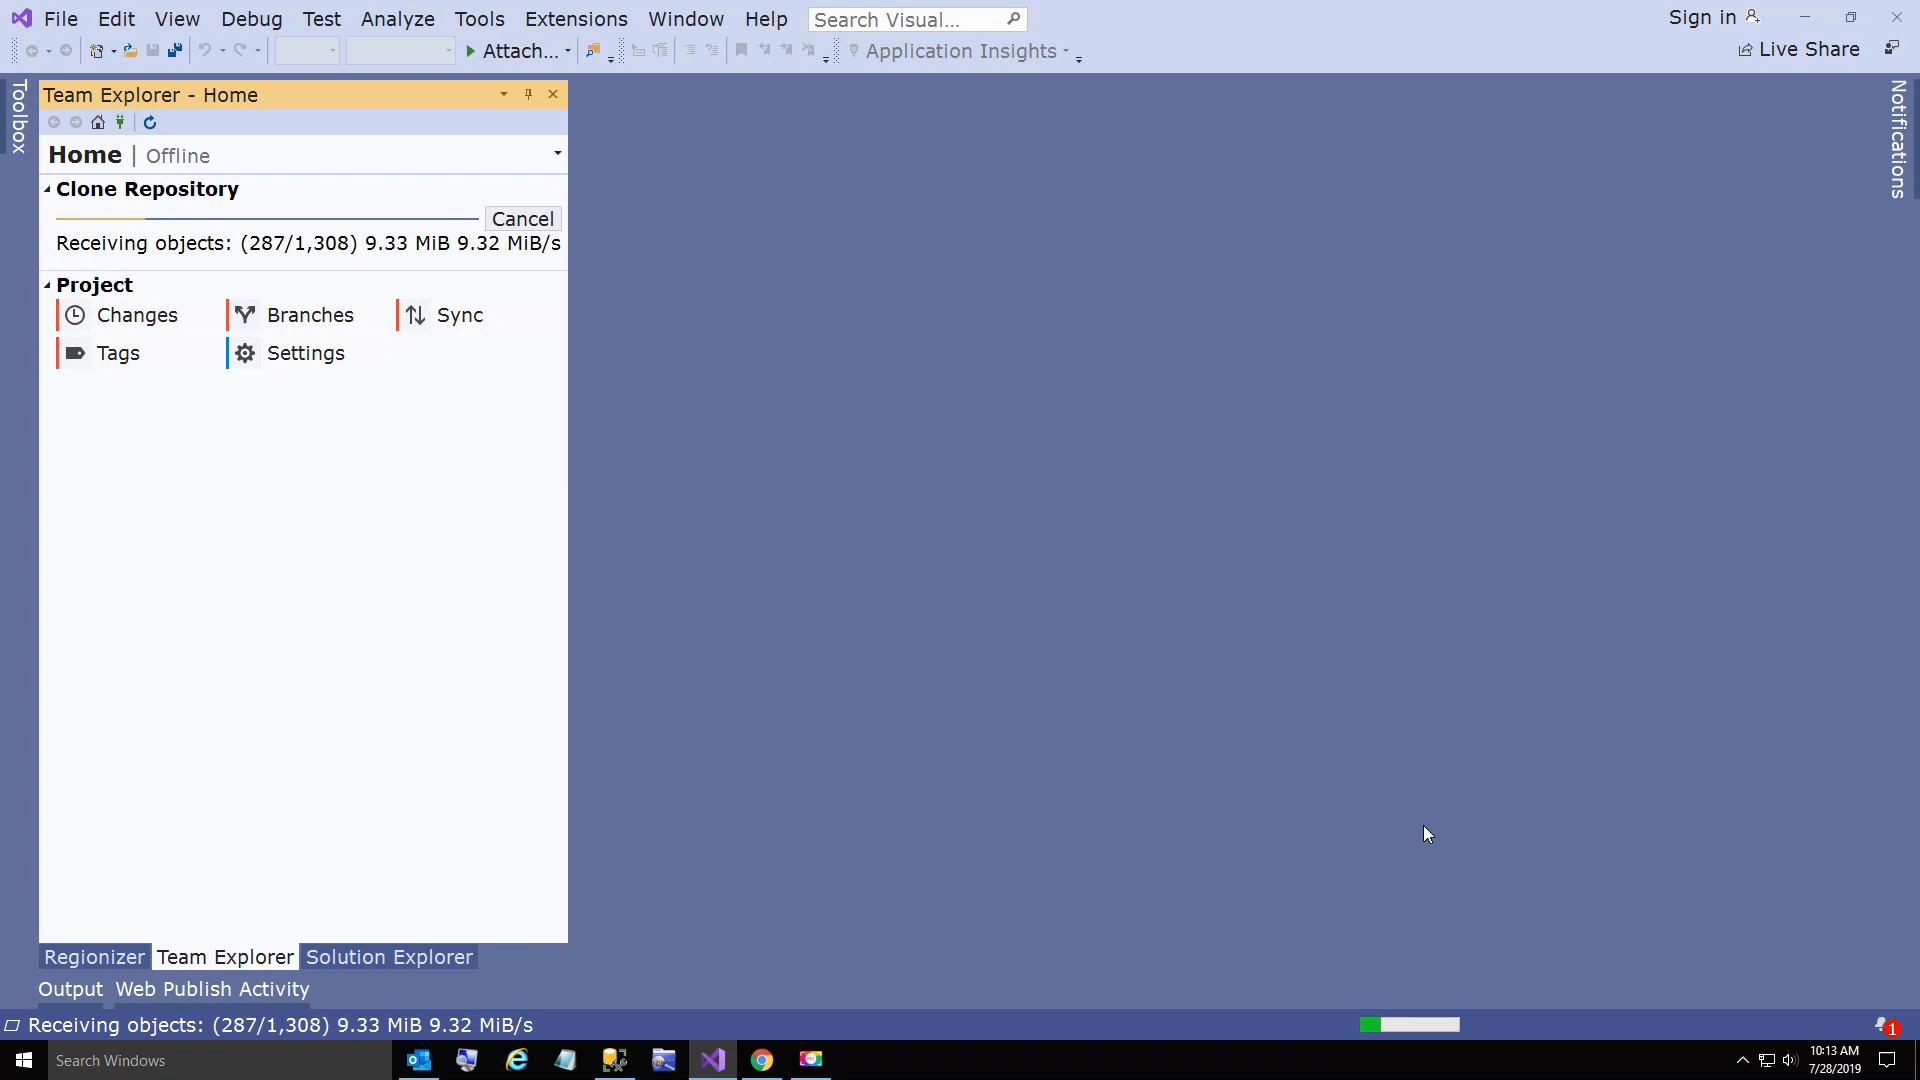 File Edit View Debug Test Analyze Tools Extensions Window Help Search Visual... Sign in
Attach... Application Insights Live Share
Toolbox
Team Explorer - Home
Home | Offline
Clone Repository
Cancel
Receiving objects: (287/1,308) 9.33 MiB 9.32 MiB/s
Project
Changes Branches Sync
Tags Settings
Notifications
Regionizer Team Explorer Solution Explorer
Output Web Publish Activity
Receiving objects: (287/1,308) 9.33 MiB 9.32 MiB/s
1
Search Windows
10:13 AM
7/28/2019